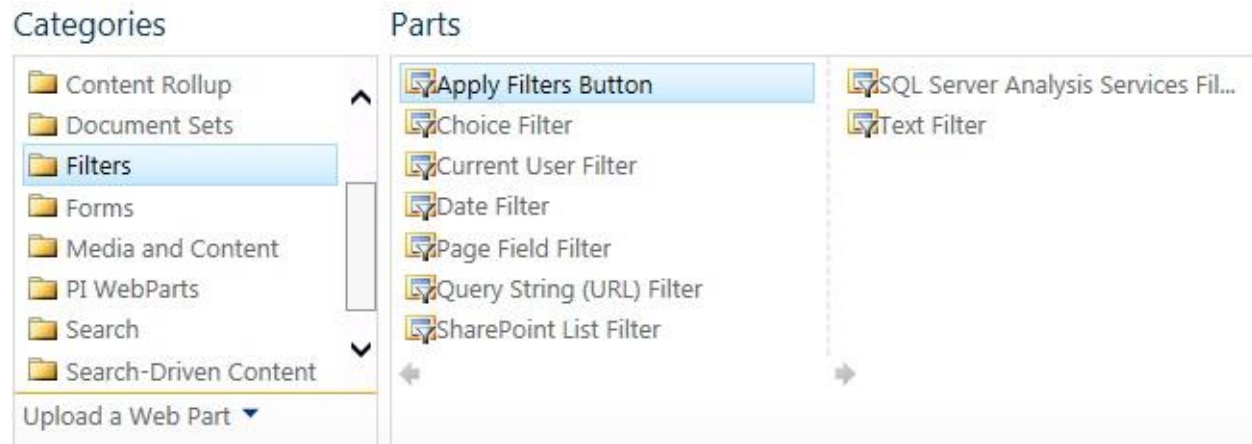 Categories
Parts
Content Rollup
Document Sets
Filters
Forms
Media and Content
PI WebParts
Search
Search-Driven Content
Upload a Web Part
Apply Filters Button
Choice Filter
Current User Filter
Date Filter
Page Field Filter
Query String (URL) Filter
SharePoint List Filter
SQL Server Analysis Services Fil...
Text Filter